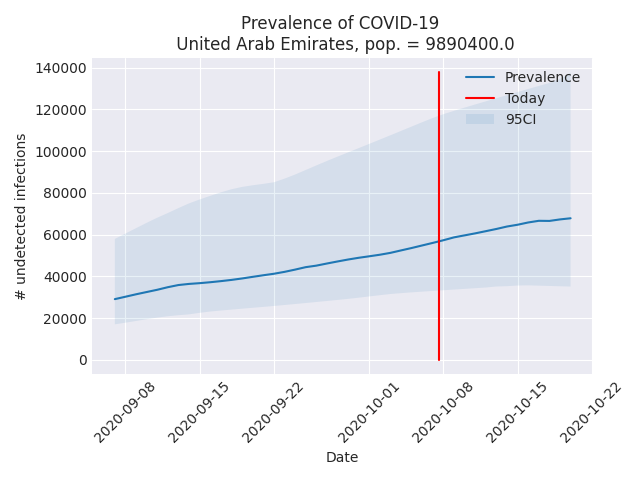 Prevalence of COVID-19
United Arab Emirates, pop. = 9890400.0
140000
120000
100000
80000
60000
40000
20000
0
# undetected infections
Prevalence
Today
95CI
2020-09-08
2020-09-15
2020-09-22
2020-10-01
2020-10-08
2020-10-15
2020-10-22
Date